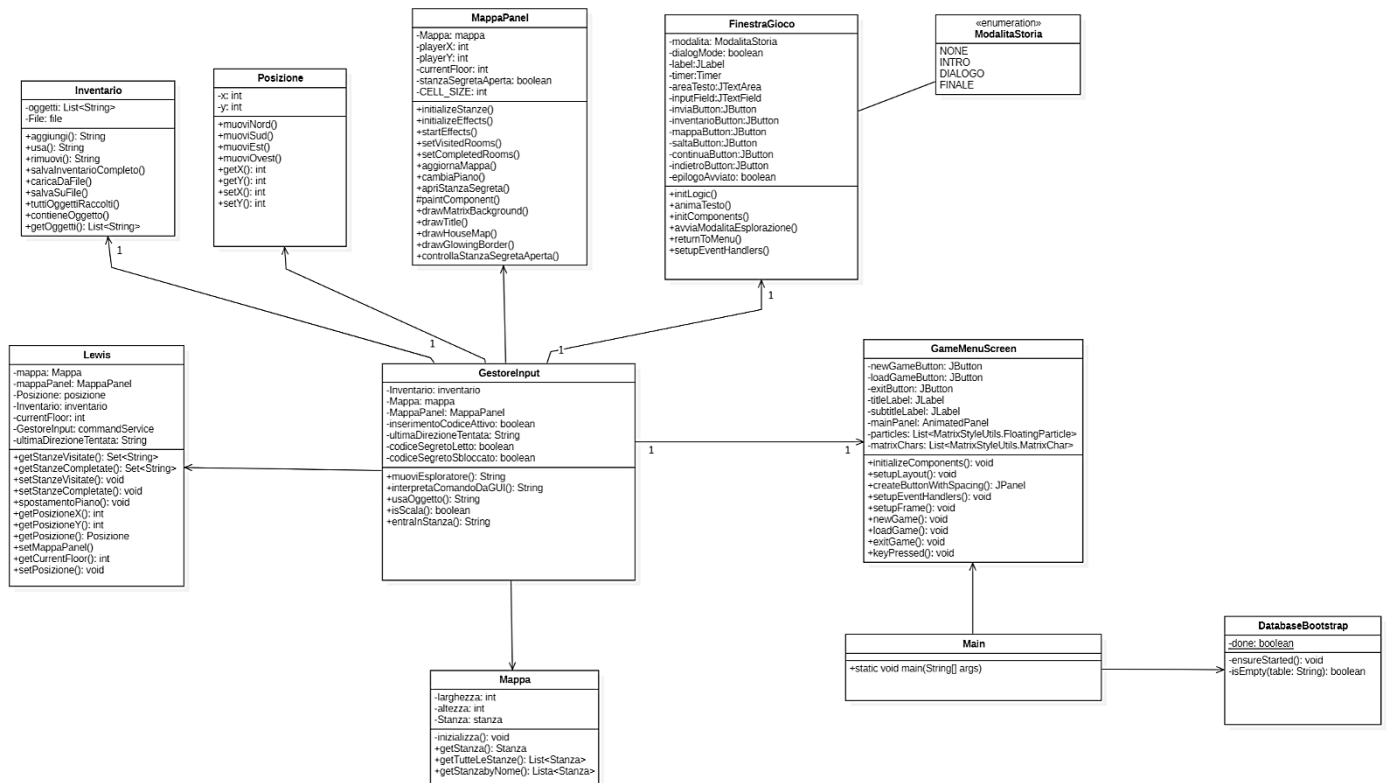 MappaPanel
-Mappa: mappa
-playerX: int
-playerY: int
-currentFloor: int
-stanzaSegretaAperta: boolean
-CELL_SIZE: int
+initializeStanze()
+initializeEffects()
+startEffects()
+setVisitedRooms()
+setCompletedRooms()
+aggiornaMappa()
+cambiaPiano()
+apriStanzaSegreta()
#paintComponent()
+drawMatrixBackground()
+drawTitle()
+drawHouseMap()
+drawGlowingBorder()
+controllaStanzaSegretaAperta()
FinestraGioco
-modalita: ModalitaStoria
-dialogMode: boolean
-label:JLabel
-timer:Timer
-areaTesto:JTextArea
-inputField:JTextField
-inviaButton:JButton
-inventarioButton:JButton
-mappaButton:JButton
-saltaButton:JButton
-continuaButton:JButton
-indietroButton:JButton
-epilogoAvviato: boolean
+initLogic()
+animaTesto()
+initComponents()
+avviaModalitaEsplorazione()
+returnToMenu()
+setupEventHandlers()
«enumeration»
ModalitaStoria
NONE
INTRO
DIALOGO
FINALE
Inventario
-oggetti: List<String>
-File: file
+aggiungi(): String
+usa(): String
+rimuovi(): String
+salvaInventarioCompleto()
+caricaDaFile()
+salvaSuFile()
+tuttiOggettiRaccolti()
+contieneOggetto()
+getOggetti(): List<String>
Posizione
-x: int
-y: int
+muoviNord()
+muoviSud()
+muoviEst()
+muoviOvest()
+getX(): int
+getY(): int
+setX(): int
+setY(): int
1
1
1
1
Lewis
-mappa: Mappa
-mappaPanel: MappaPanel
-Posizione: posizione
-Inventario: inventario
-currentFloor: int
-GestoreInput: commandService
-ultimaDirezioneTentata: String
+getStanzeVisitate(): Set<String>
+getStanzeCompletate(): Set<String>
+setStanzeVisitate(): void
+setStanzeCompletate(): void
+spostamentoPiano(): void
+getPosizioneX(): int
+getPosizioneY(): int
+getPosizione(): Posizione
+setMappaPanel()
+getCurrentFloor(): int
+setPosizione(): void
GestoreInput
-Inventario: inventario
-Mappa: mappa
-MappaPanel: MappaPanel
-inserimentoCodiceAttivo: boolean
-ultimaDirezioneTentata: String
-codiceSegretoLetto: boolean
-codiceSegretoSbloccato: boolean
+muoviEsploratore(): String
+interpretaComandoDaGUI(): String
+usaOggetto(): String
+isScala(): boolean
+entraInStanza(): String
1
1
GameMenuScreen
-newGameButton: JButton
-loadGameButton: JButton
-exitButton: JButton
-titleLabel: JLabel
-subtitleLabel: JLabel
-mainPanel: AnimatedPanel
-particles: List<MatrixStyleUtils.FloatingParticle>
-matrixChars: List<MatrixStyleUtils.MatrixChar>
+initializeComponents(): void
+setupLayout(): void
+createButtonWithSpacing(): JPanel
+setupEventHandlers(): void
+setupFrame(): void
+newGame(): void
+loadGame(): void
+exitGame(): void
+keyPressed(): void
Main
+static void main(String[] args)
DatabaseBootstrap
-done: boolean
-ensureStarted(): void
-isEmpty(table: String): boolean
Mappa
-larghezza: int
-altezza: int
-Stanza: stanza
-inizializza(): void
+getStanza(): Stanza
+getTutteLeStanze(): List<Stanza>
+getStanzabyNome(): Lista<Stanza>